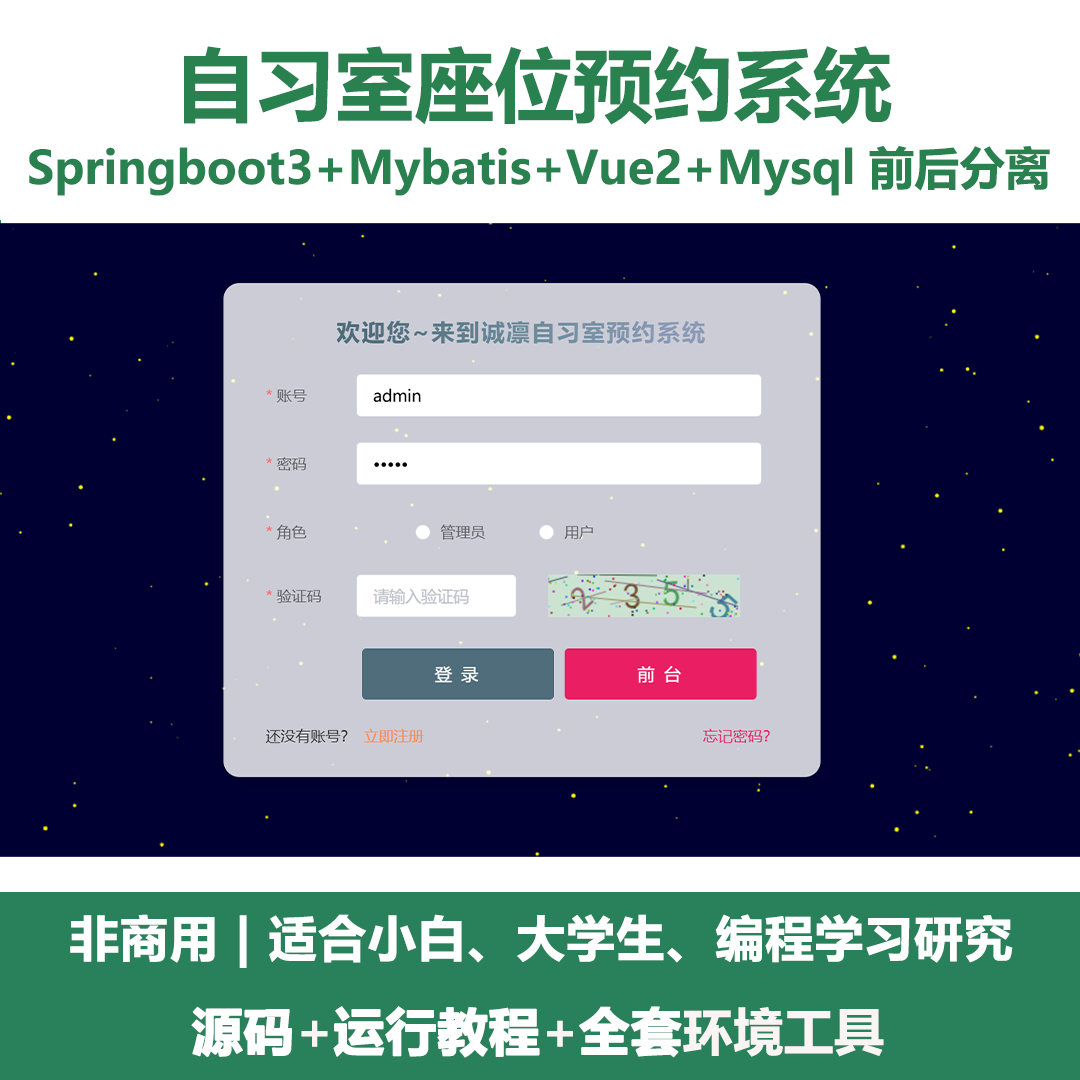 自习室座位预约系统
Springboot3+Mybatis+Vue2+Mysql 前后分离
欢迎您~来到诚凛自习室预约系统
* 账号 admin
* 密码 •••••
* 角色 管理员 用户
* 验证码 请输入验证码 2 3 5 5
登 录 前 台
还没有账号? 立即注册 忘记密码?
非商用 | 适合小白、大学生、编程学习研究
源码+运行教程+全套环境工具